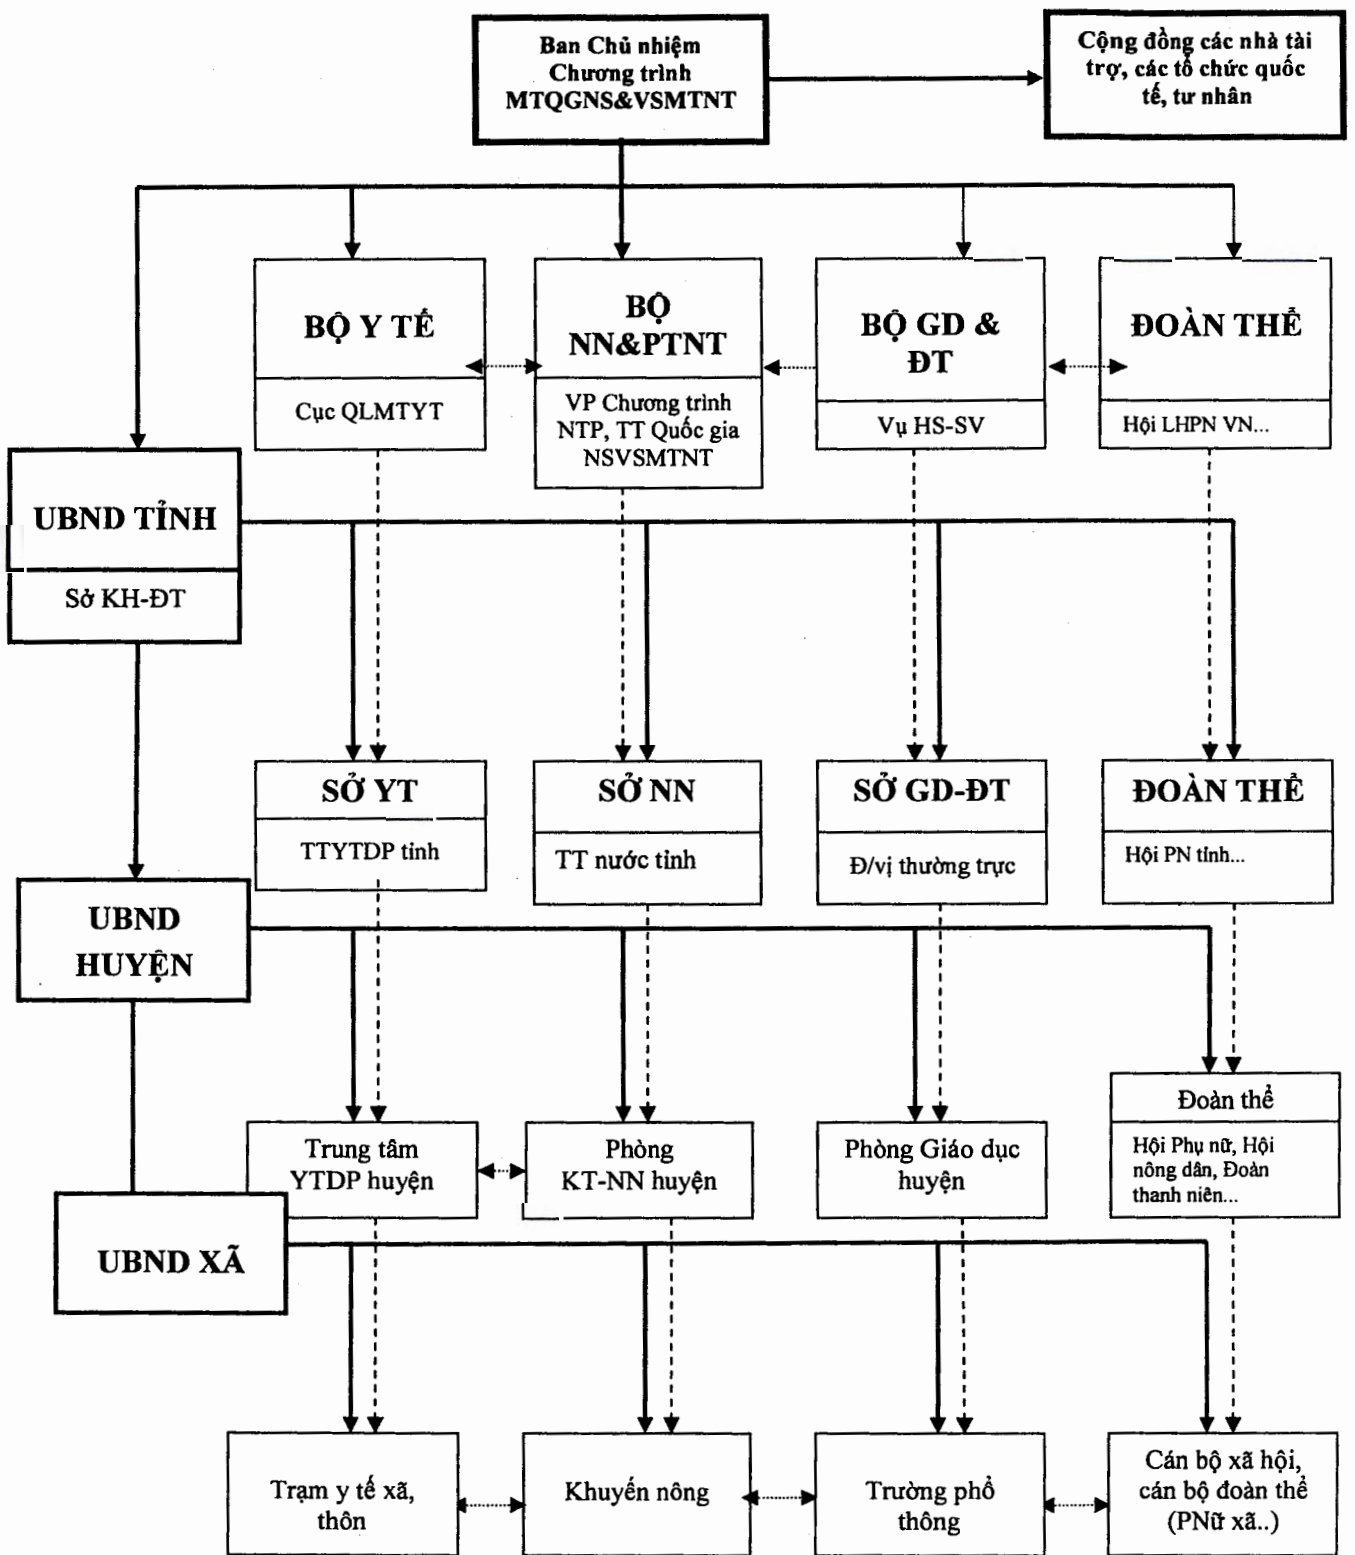 Ban Chủ nhiệm
Chương trình
MTQGNS&VSMTNT
Cộng đồng các nhà tài
trợ, các tổ chức quốc
tế, tư nhân
BỘ Y TẾ
Cục QLMTYT
BỘ
NN&PTNT
VP Chương trình
NTP, TT Quốc gia
NSVSMTNT
BỘ GD &
ĐT
Vụ HS-SV
ĐOÀN THỂ
Hội LHPN VN...
UBND TỈNH
Sở KH-ĐT
SỞ YT
TTYTDP tỉnh
SỞ NN
TT nước tỉnh
SỞ GD-ĐT
Đ/vị thường trực
ĐOÀN THỂ
Hội PN tỉnh...
UBND
HUYỆN
Trung tâm
YTDP huyện
Phòng
KT-NN huyện
Phòng Giáo dục
huyện
Đoàn thể
Hội Phụ nữ, Hội
nông dân, Đoàn
thanh niên...
UBND XÃ
Trạm y tế xã,
thôn
Khuyến nông
Trường phổ
thông
Cán bộ xã hội,
cán bộ đoàn thể
(PNữ xã..)